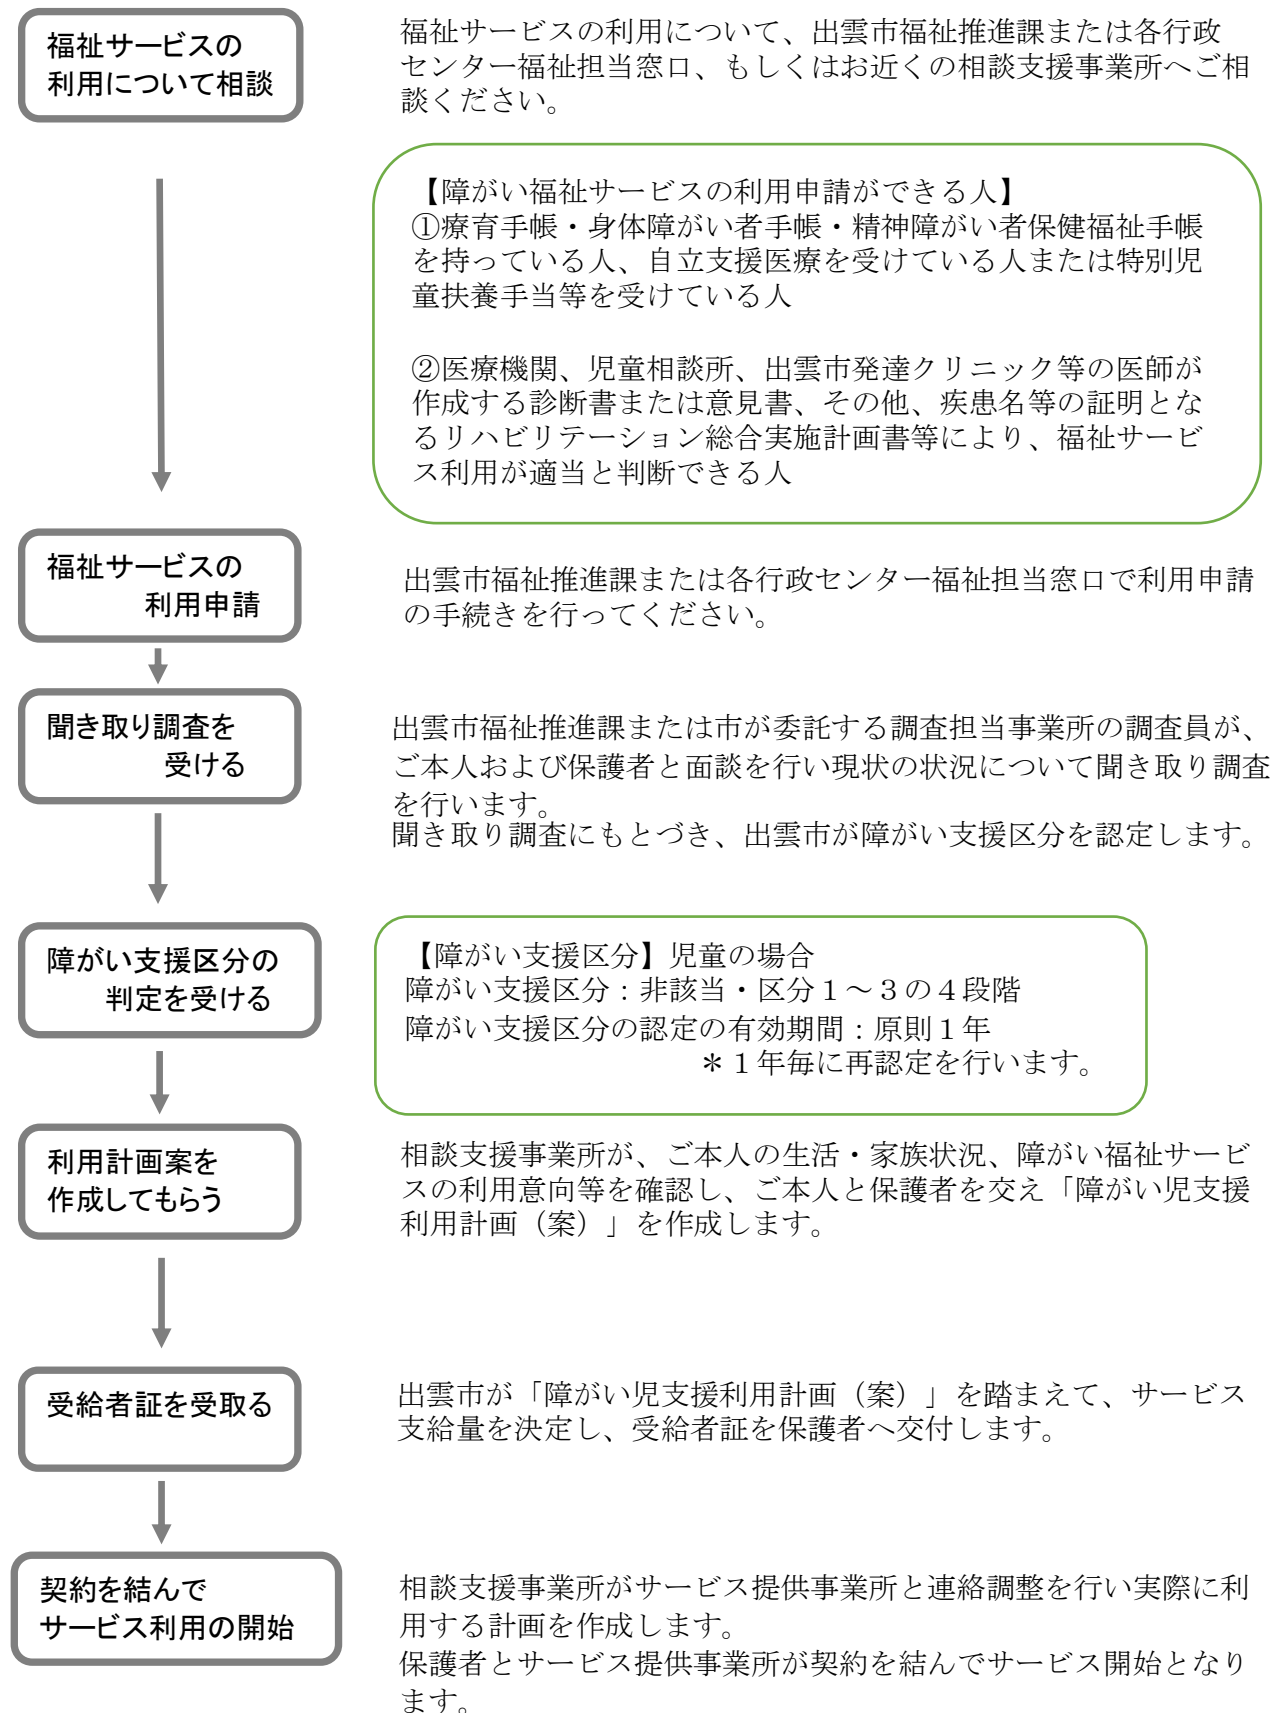 福祉サービスの
利用について相談
福祉サービスの利用について、出雲市福祉推進課または各行政
センター福祉担当窓口、もしくはお近くの相談支援事業所へご相
談ください。
【障がい福祉サービスの利用申請ができる人】
①療育手帳・身体障がい者手帳・精神障がい者保健福祉手帳
を持っている人、自立支援医療を受けている人または特別児
童扶養手当等を受けている人
②医療機関、児童相談所、出雲市発達クリニック等の医師が
作成する診断書または意見書、その他、疾患名等の証明とな
るリハビリテーション総合実施計画書等により、福祉サービ
ス利用が適当と判断できる人
福祉サービスの
利用申請
出雲市福祉推進課または各行政センター福祉担当窓口で利用申請
の手続きを行ってください。
聞き取り調査を
受ける
出雲市福祉推進課または市が委託する調査担当事業所の調査員が、
ご本人および保護者と面談を行い現状の状況について聞き取り調査
を行います。
聞き取り調査にもとづき、出雲市が障がい支援区分を認定します。
障がい支援区分の
判定を受ける
【障がい支援区分】児童の場合
障がい支援区分：非該当・区分１～３の４段階
障がい支援区分の認定の有効期間：原則１年
＊１年毎に再認定を行います。
利用計画案を
作成してもらう
相談支援事業所が、ご本人の生活・家族状況、障がい福祉サービ
スの利用意向等を確認し、ご本人と保護者を交え「障がい児支援
利用計画（案）」を作成します。
受給者証を受取る
出雲市が「障がい児支援利用計画（案）」を踏まえて、サービス
支給量を決定し、受給者証を保護者へ交付します。
契約を結んで
サービス利用の開始
相談支援事業所がサービス提供事業所と連絡調整を行い実際に利
用する計画を作成します。
保護者とサービス提供事業所が契約を結んでサービス開始となり
ます。